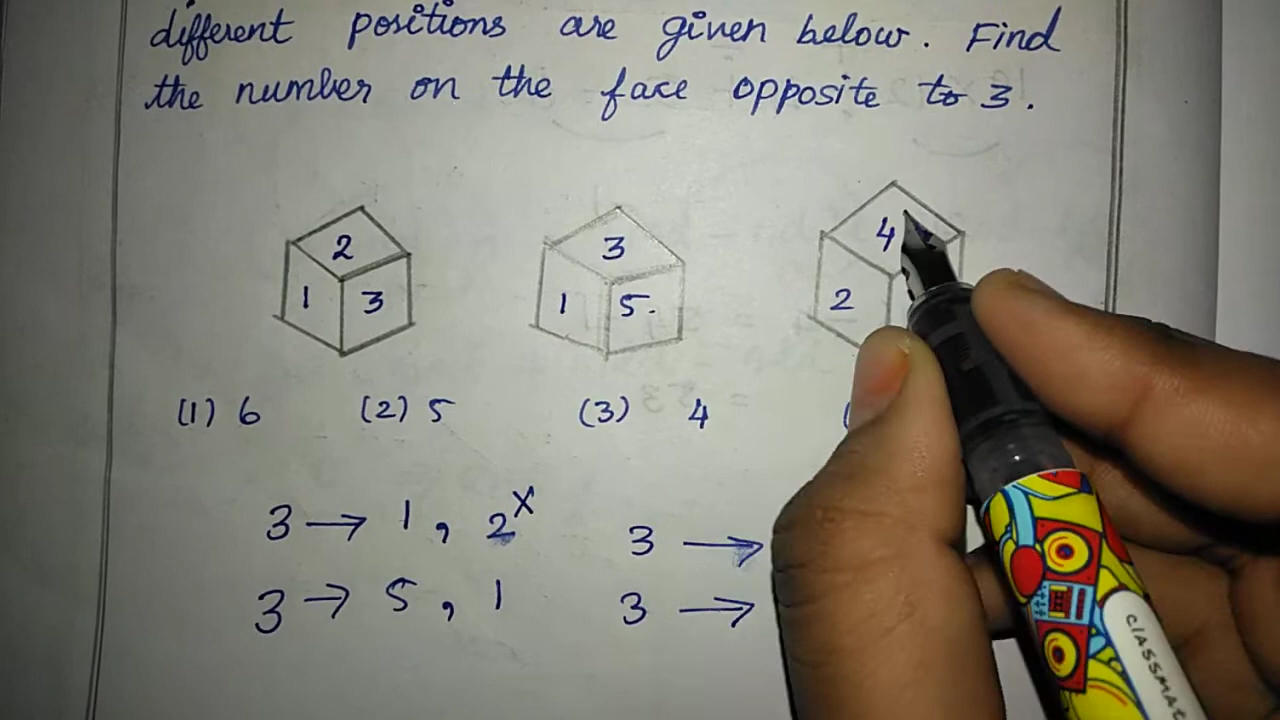 different positions are given below. Find
the number on the face opposite to 3.
2
1 3
3
1 5.
4
2
(1) 6 (2) 5 (3) 4 (
3 → 1, 2 x
3 → 5, 1
3 →
3 →
CLASSMAT